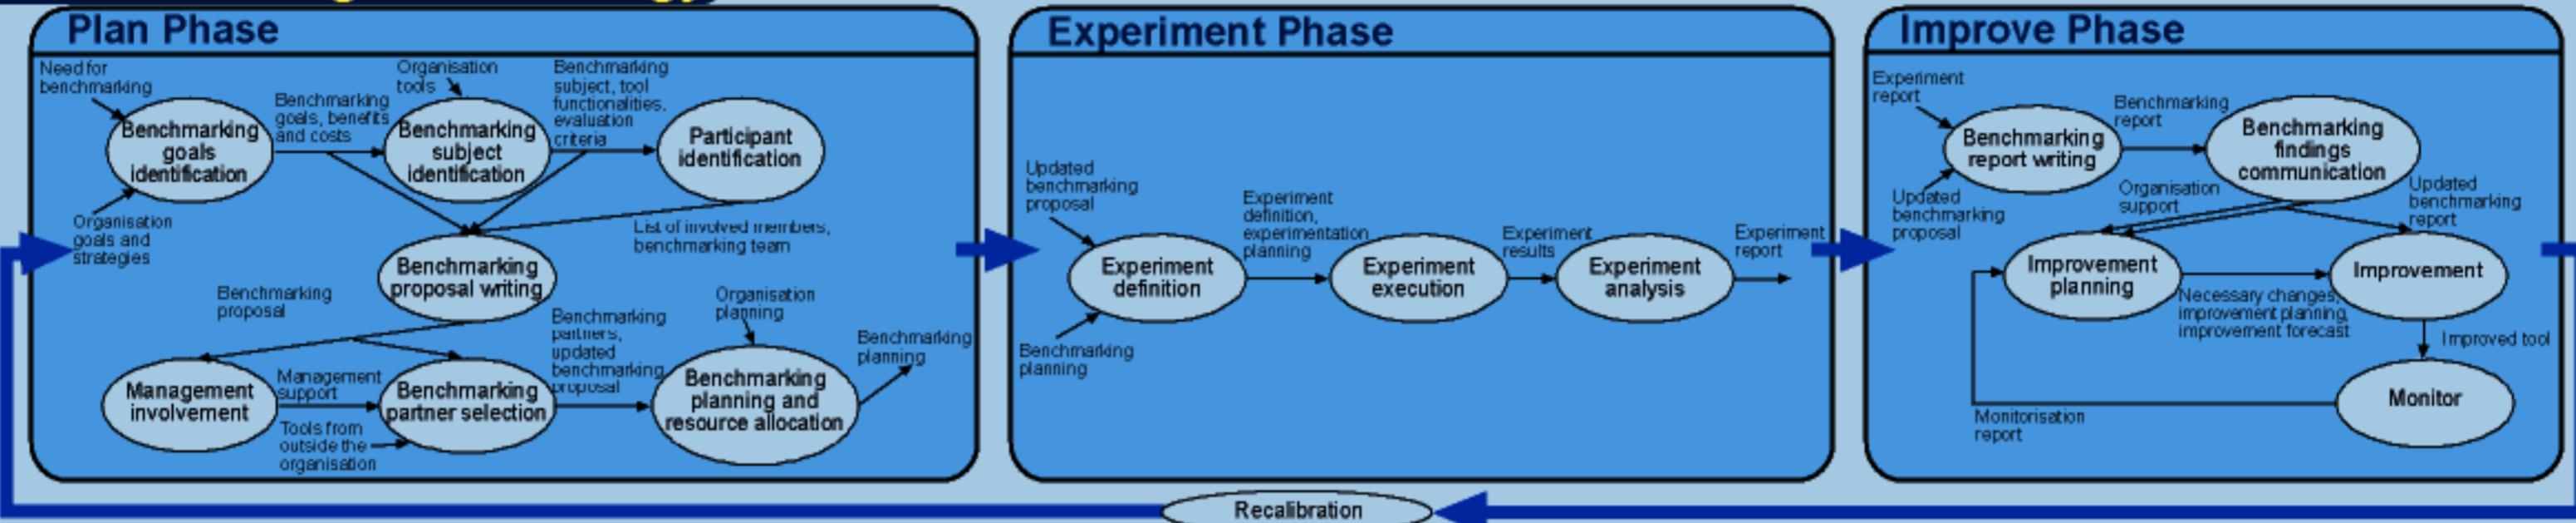 Plan Phase
Need for
benchmarking
Benchmarking
goals
identification
Organisation
goals and
strategies
Benchmarking
goals, benefits
and costs
Organisation
tools
Benchmarking
subject
identification
Benchmarking
subject, tool
functionalities,
evaluation
criteria
Participant
identification
List of involved members,
benchmarking team
Benchmarking
proposal writing
Benchmarking
proposal
Management
involvement
Management
support
Tools from
outside the
organisation
Benchmarking
partner selection
Benchmarking
partners,
updated
benchmarking
proposal
Organisation
planning
Benchmarking
planning and
resource allocation
Benchmarking
planning
Experiment Phase
Updated
benchmarking
proposal
Benchmarking
planning
Experiment
definition
Experiment
definition,
experimentation
planning
Experiment
execution
Experiment
results
Experiment
analysis
Experiment
report
Improve Phase
Experiment
report
Benchmarking
report writing
Updated
benchmarking
proposal
Benchmarking
report
Benchmarking
findings
communication
Organisation
support
Updated
benchmarking
report
Improvement
planning
Necessary changes,
improvement planning,
improvement forecast
Improvement
Improved tool
Monitor
Monitorisation
report
Recalibration